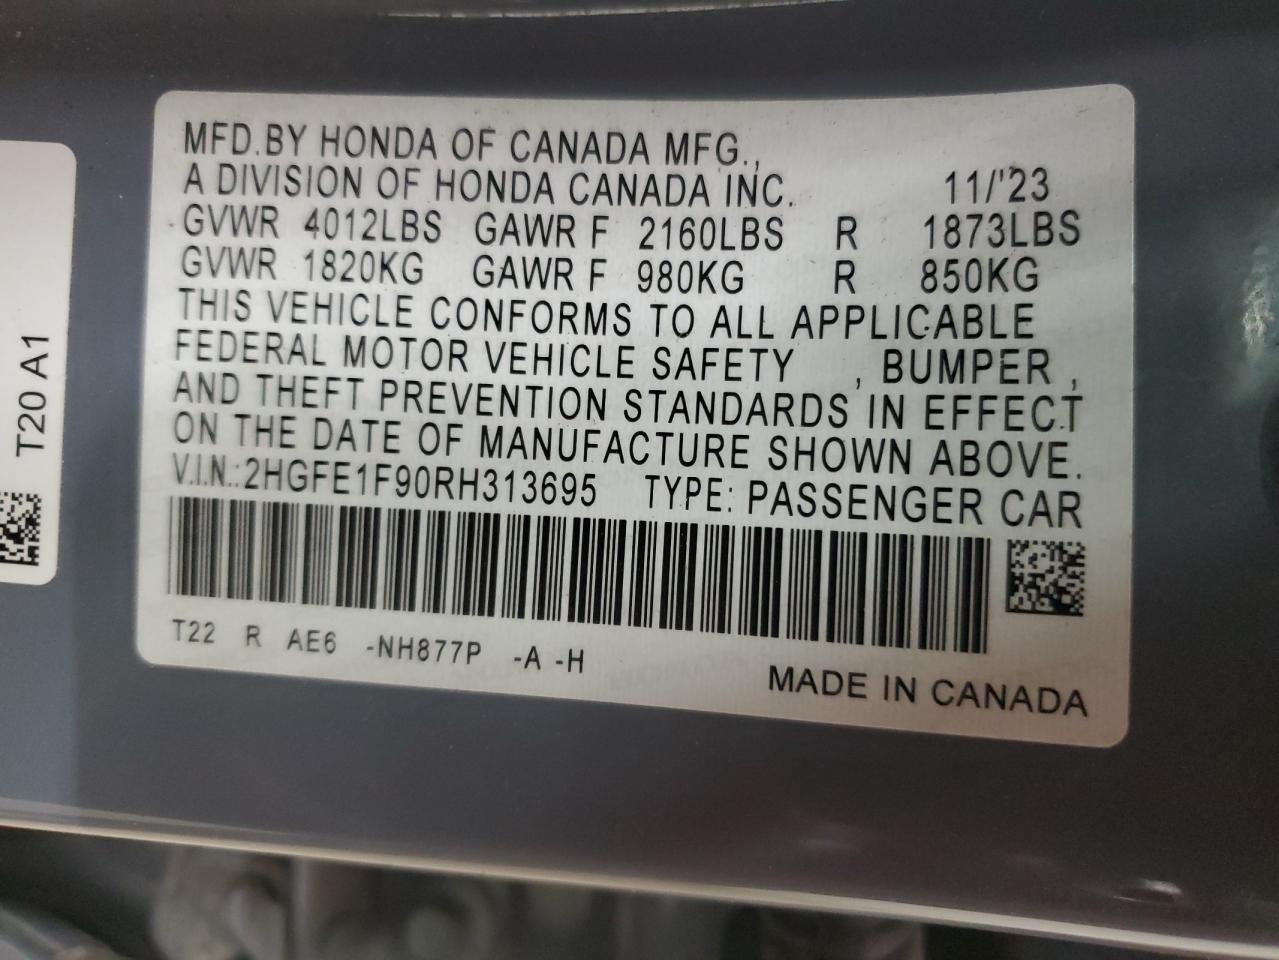 MFD.BY HONDA OF CANADA MFG.,
A DIVISION OF HONDA CANADA INC. 11/'23
GVWR 4012LBS GAWR F 2160LBS R 1873LBS
GVWR 1820KG GAWR F 980KG R 850KG
THIS VEHICLE CONFORMS TO ALL APPLICABLE
FEDERAL MOTOR VEHICLE SAFETY , BUMPER ,
AND THEFT PREVENTION STANDARDS IN EFFECT
ON THE DATE OF MANUFACTURE SHOWN ABOVE.
V.I.N.:2HGFE1F90RH313695 TYPE: PASSENGER CAR
T22 R AE6 -NH877P -A -H
MADE IN CANADA
T20 A1